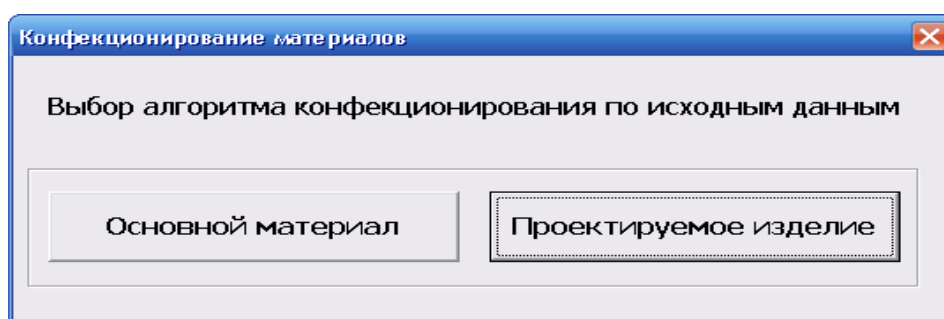 Конфекционирование материалов
Выбор алгоритма конфекционирования по исходным данным
Основной материал
Проектируемое изделие